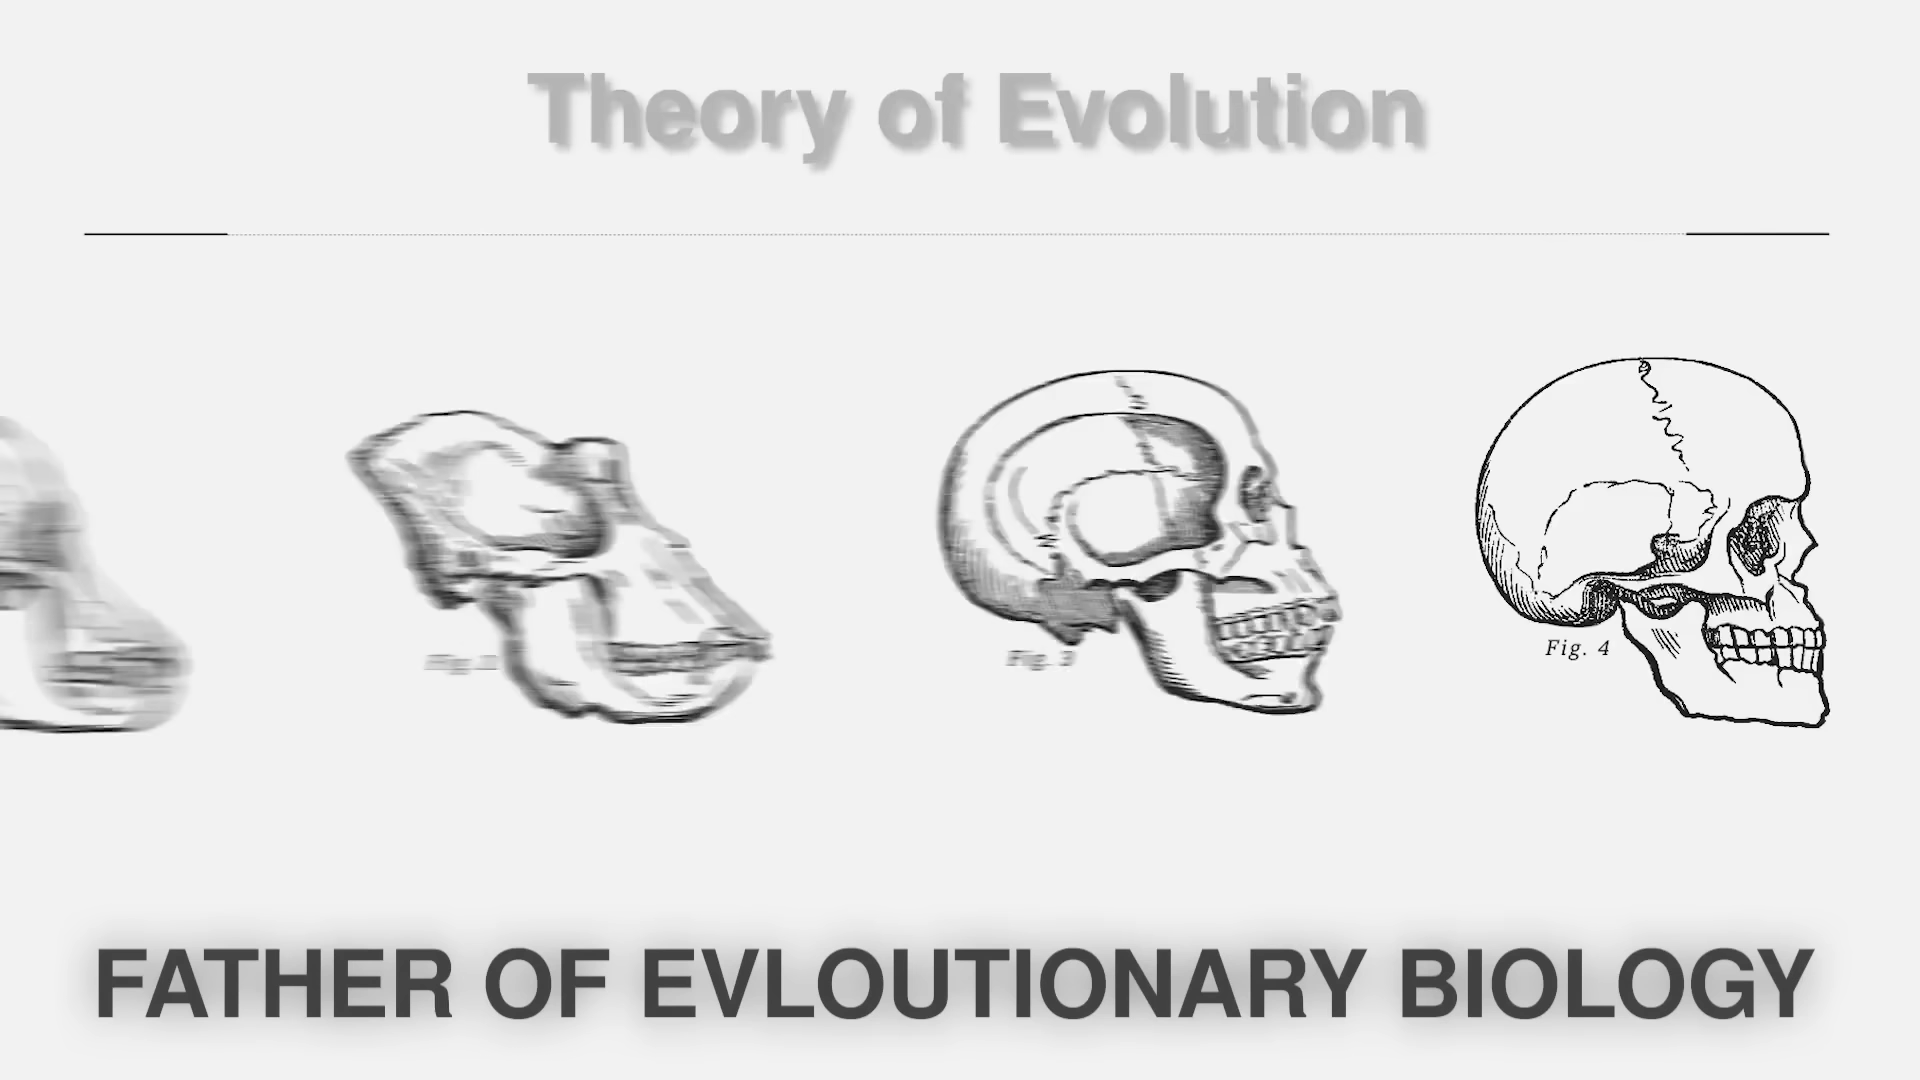 Theory of Evolution
Fig. 3
Fig. 4
FATHER OF EVLOUTIONARY BIOLOGY